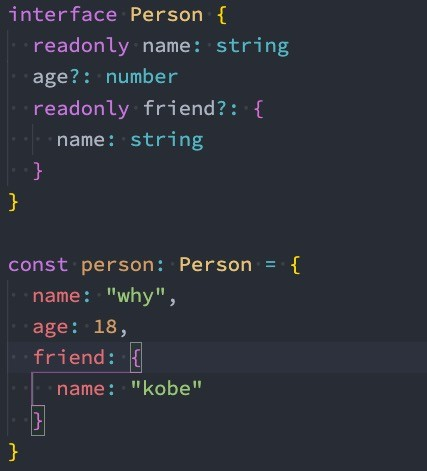 interface Person {
  readonly name: string
  age?: number
  readonly friend?: {
    name: string
  }
}

const person: Person = {
  name: "why",
  age: 18,
  friend: {
    name: "kobe"
  }
}